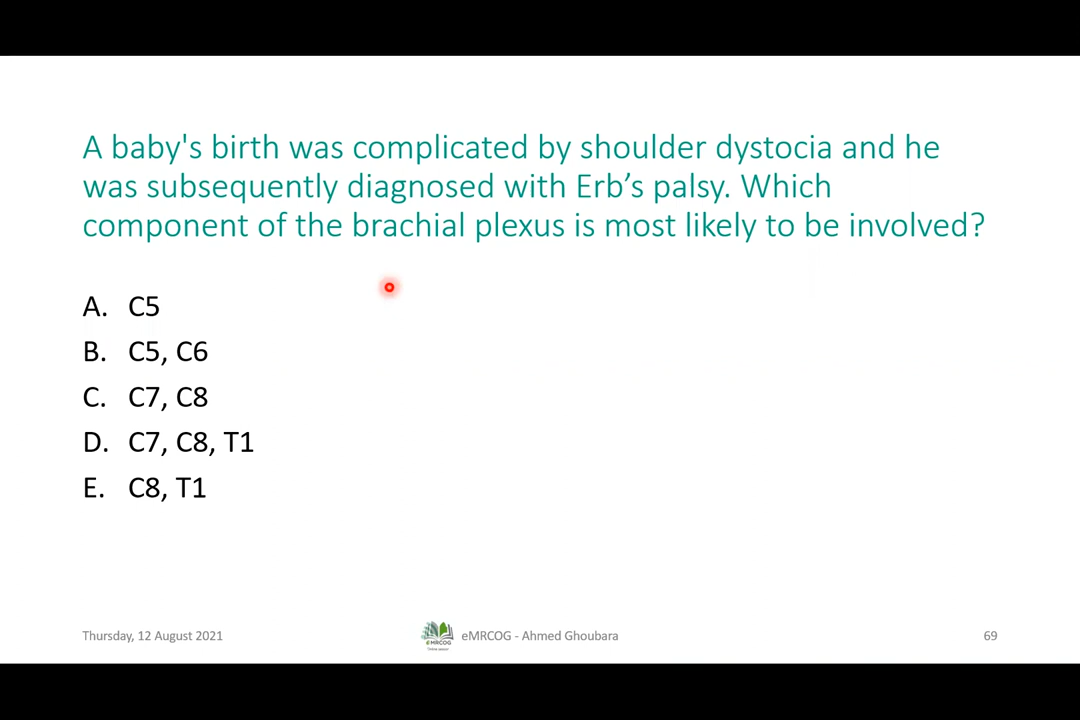 A baby's birth was complicated by shoulder dystocia and he
was subsequently diagnosed with Erb’s palsy. Which
component of the brachial plexus is most likely to be involved?
A. C5
B. C5, C6
C. C7, C8
D. C7, C8, T1
E. C8, T1
Thursday, 12 August 2021
eMRCOG
eMRCOG - Ahmed Ghoubara
69